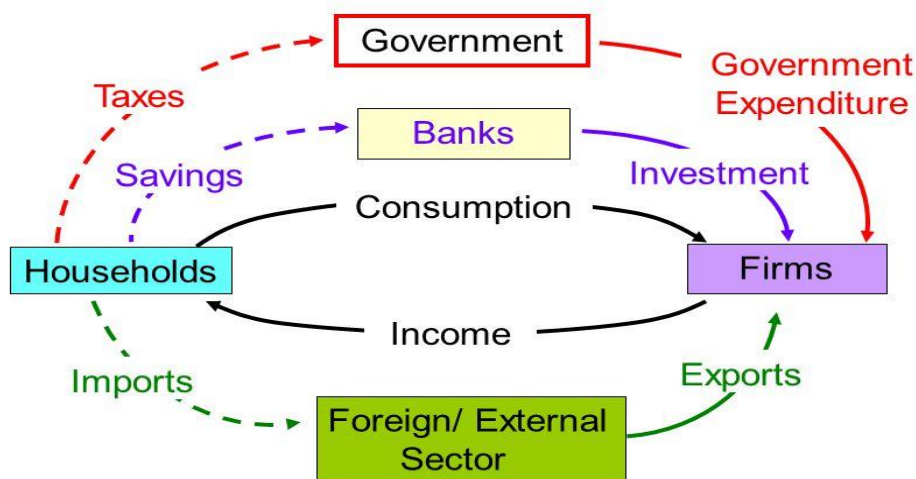 Government
Government
Expenditure
Taxes
Banks
Savings
Investment
Consumption
Households
Firms
Income
Imports
Exports
Foreign/ External
Sector